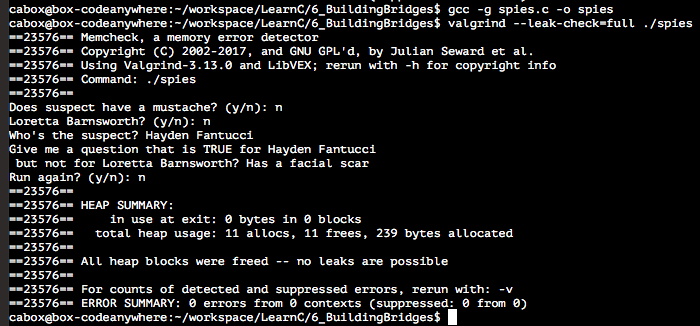 cabox@box-codeanywhere:~/workspace/LearnC/6_BuildingBridges$ gcc -g spies.c -o spies
cabox@box-codeanywhere:~/workspace/LearnC/6_BuildingBridges$ valgrind --leak-check=full ./spies
==23576== Memcheck, a memory error detector
==23576== Copyright (C) 2002-2017, and GNU GPL'd, by Julian Seward et al.
==23576== Using Valgrind-3.13.0 and LibVEX; rerun with -h for copyright info
==23576== Command: ./spies
==23576==
Does suspect have a mustache? (y/n): n
Loretta Barnsworth? (y/n): n
Who's the suspect? Hayden Fantucci
Give me a question that is TRUE for Hayden Fantucci
 but not for Loretta Barnsworth? Has a facial scar
Run again? (y/n): n
==23576==
==23576== HEAP SUMMARY:
==23576==     in use at exit: 0 bytes in 0 blocks
==23576==   total heap usage: 11 allocs, 11 frees, 239 bytes allocated
==23576==
==23576== All heap blocks were freed -- no leaks are possible
==23576==
==23576== For counts of detected and suppressed errors, rerun with: -v
==23576== ERROR SUMMARY: 0 errors from 0 contexts (suppressed: 0 from 0)
cabox@box-codeanywhere:~/workspace/LearnC/6_BuildingBridges$